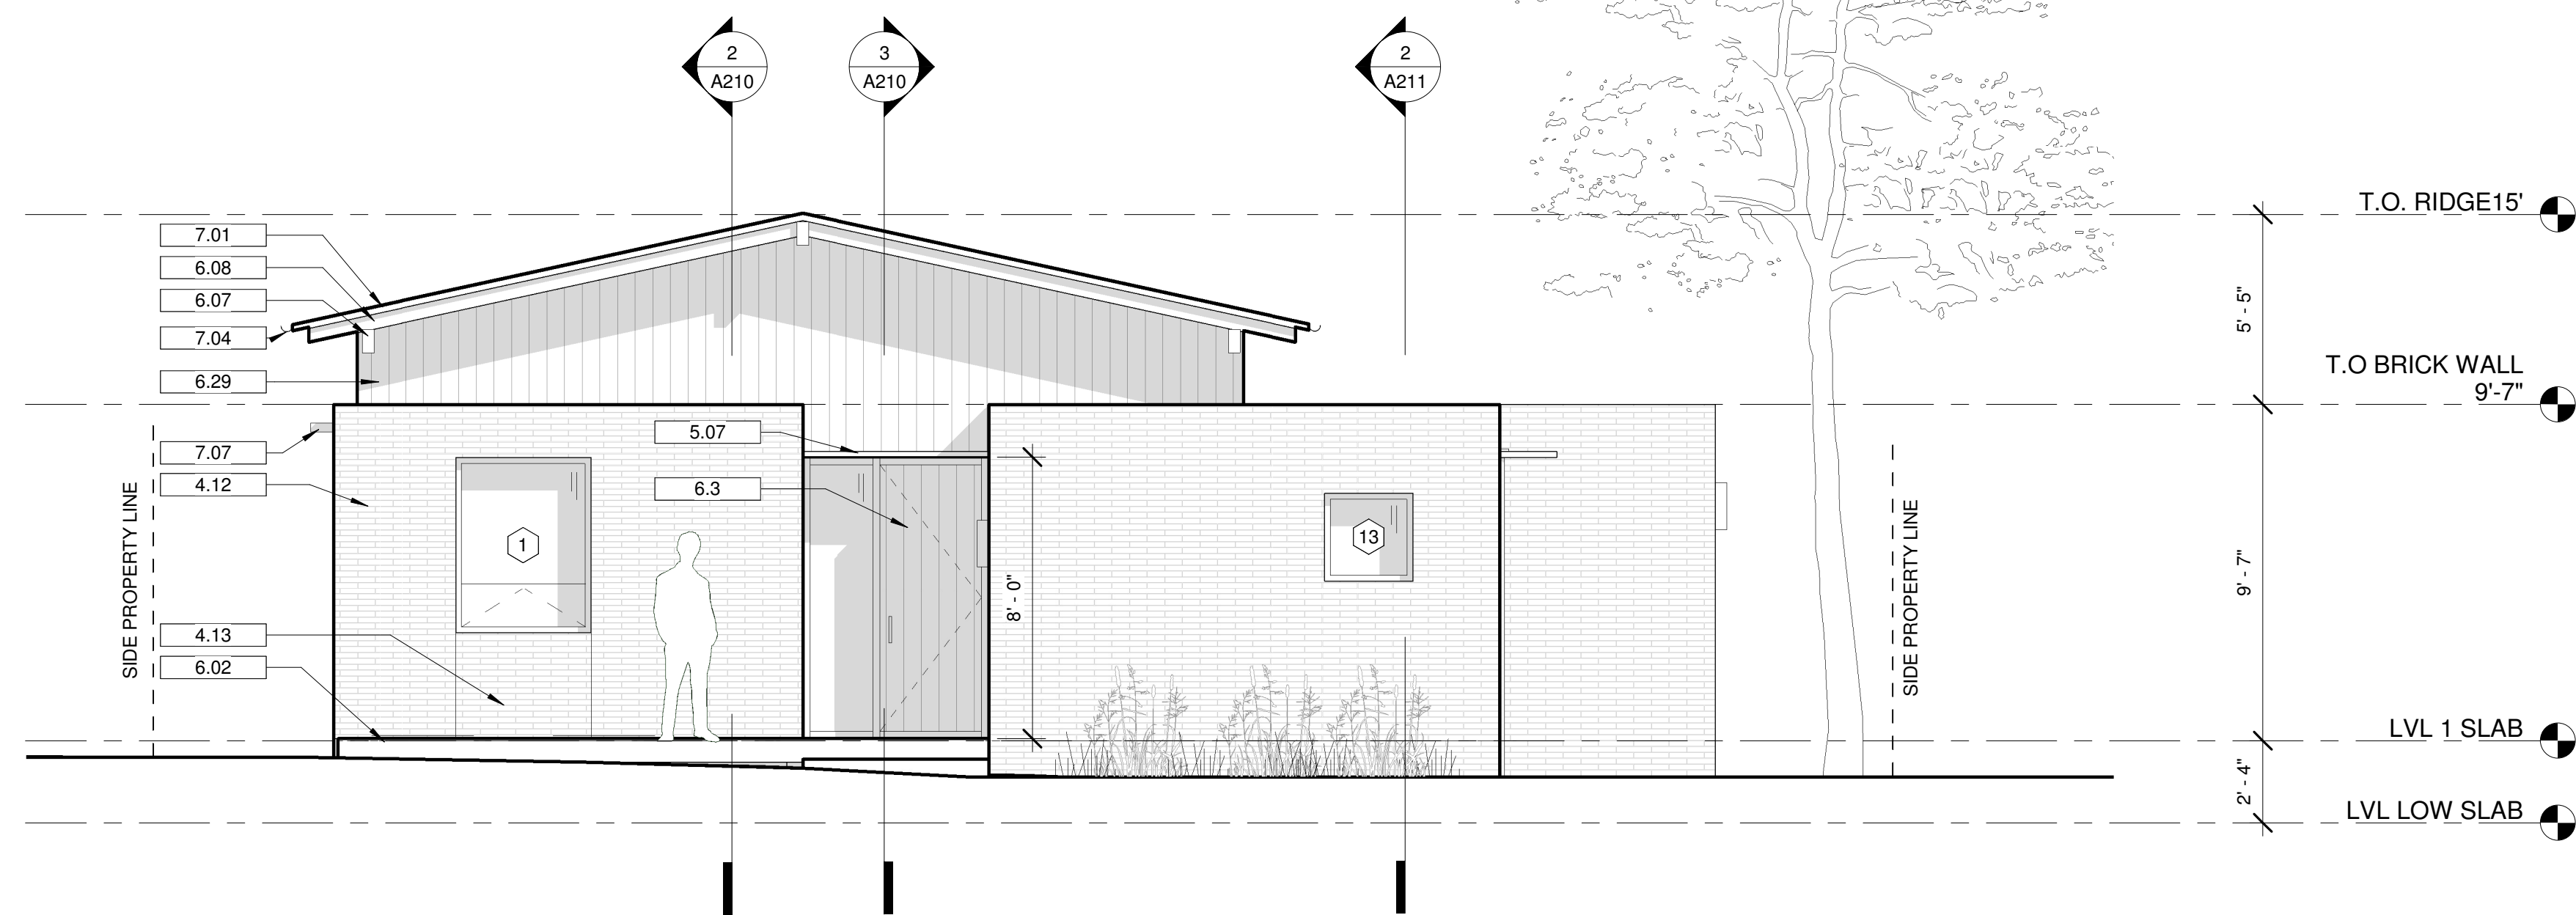 2
A210
3
A210
2
A211
T.O. RIDGE15'
7.01
6.08
6.07
7.04
6.29
5' - 5"
T.O BRICK WALL
9'-7"
7.07
4.12
5.07
6.3
1
13
SIDE PROPERTY LINE
8' - 0"
SIDE PROPERTY LINE
9' - 7"
4.13
6.02
LVL 1 SLAB
2' - 4"
LVL LOW SLAB